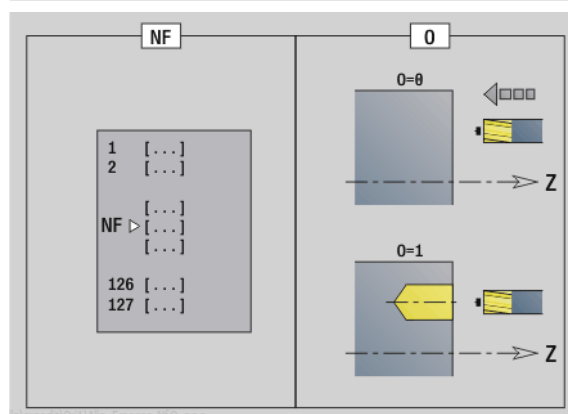 NF
1 [...]
2 [...]
[...]
NF [...]
[...]
126 [...]
127 [...]
O
O=0
Z
O=1
Z